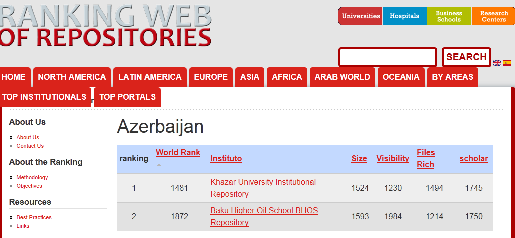 RANKING WEB
OF REPOSITORIES
Universities
Hospitals
Business
Schools
Research
Centers
SEARCH
HOME NORTH AMERICA LATIN AMERICA EUROPE ASIA AFRICA ARAB WORLD OCEANIA BY AREAS
TOP INSTITUTIONALS TOP PORTALS
About Us
About Us
Contact Us
About the Ranking
Methodology
Objectives
Resources
Best Practices
Links
Azerbaijan
ranking World Rank Instituto Size Visibility Files Rich scholar
1 1481 Khazar University Institutional Repository 1524 1230 1494 1745
2 1872 Baku Higher Oil School BHOS Repository 1593 1984 1214 1750